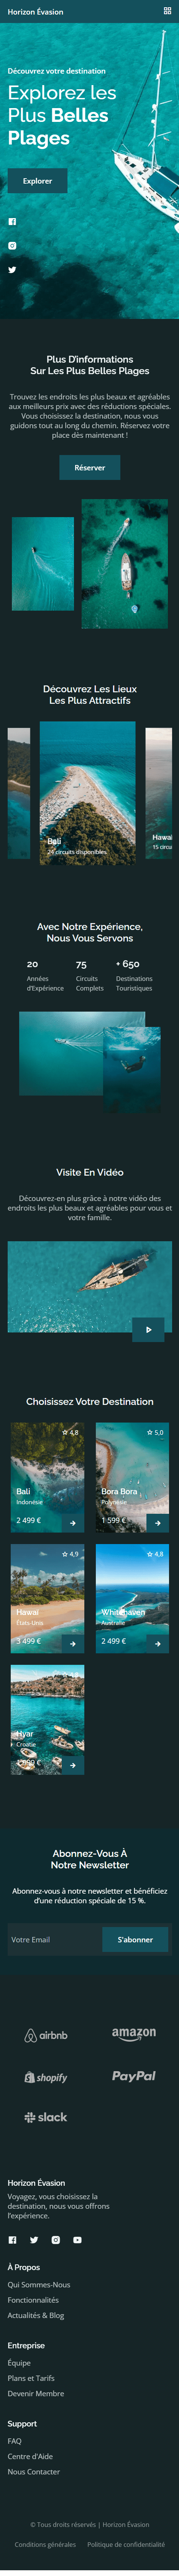 Horizon Évasion
Découvrez votre destination
Explorez les
Plus Belles
Plages
Explorer
Plus D'informations
Sur Les Plus Belles Plages
Trouvez les endroits les plus beaux et agréables
aux meilleurs prix avec des réductions spéciales.
Vous choisissez la destination, nous vous
guidons tout au long du chemin. Réservez votre
place dès maintenant !
Réserver
Découvrez Les Lieux
Les Plus Attractifs
Bali
24 circuits disponibles
Hawai
15 circu
Avec Notre Expérience,
Nous Vous Servons
20
Années
d'Expérience
75
Circuits
Complets
+ 650
Destinations
Touristiques
Visite En Vidéo
Découvrez-en plus grâce à notre vidéo des
endroits les plus beaux et agréables pour vous et
votre famille.
Choisissez Votre Destination
4,8
Bali
Indonésie
2 499 €
5,0
Bora Bora
Polynésie
1 599 €
4,9
Hawaï
États-Unis
3 499 €
4,8
Whitehaven
Australie
2 499 €
Hvar
Croatie
Abonnez-Vous À
Notre Newsletter
Abonnez-vous à notre newsletter et bénéficiez
d'une réduction spéciale de 15 %.
Votre Email
S'abonner
airbnb
amazon
shopify
PayPal
slack
Horizon Évasion
Voyagez, vous choisissez la
destination, nous vous offrons
l'expérience.
À Propos
Qui Sommes-Nous
Fonctionnalités
Actualités & Blog
Entreprise
Équipe
Plans et Tarifs
Devenir Membre
Support
FAQ
Centre d'Aide
Nous Contacter
© Tous droits réservés | Horizon Évasion
Conditions générales
Politique de confidentialité